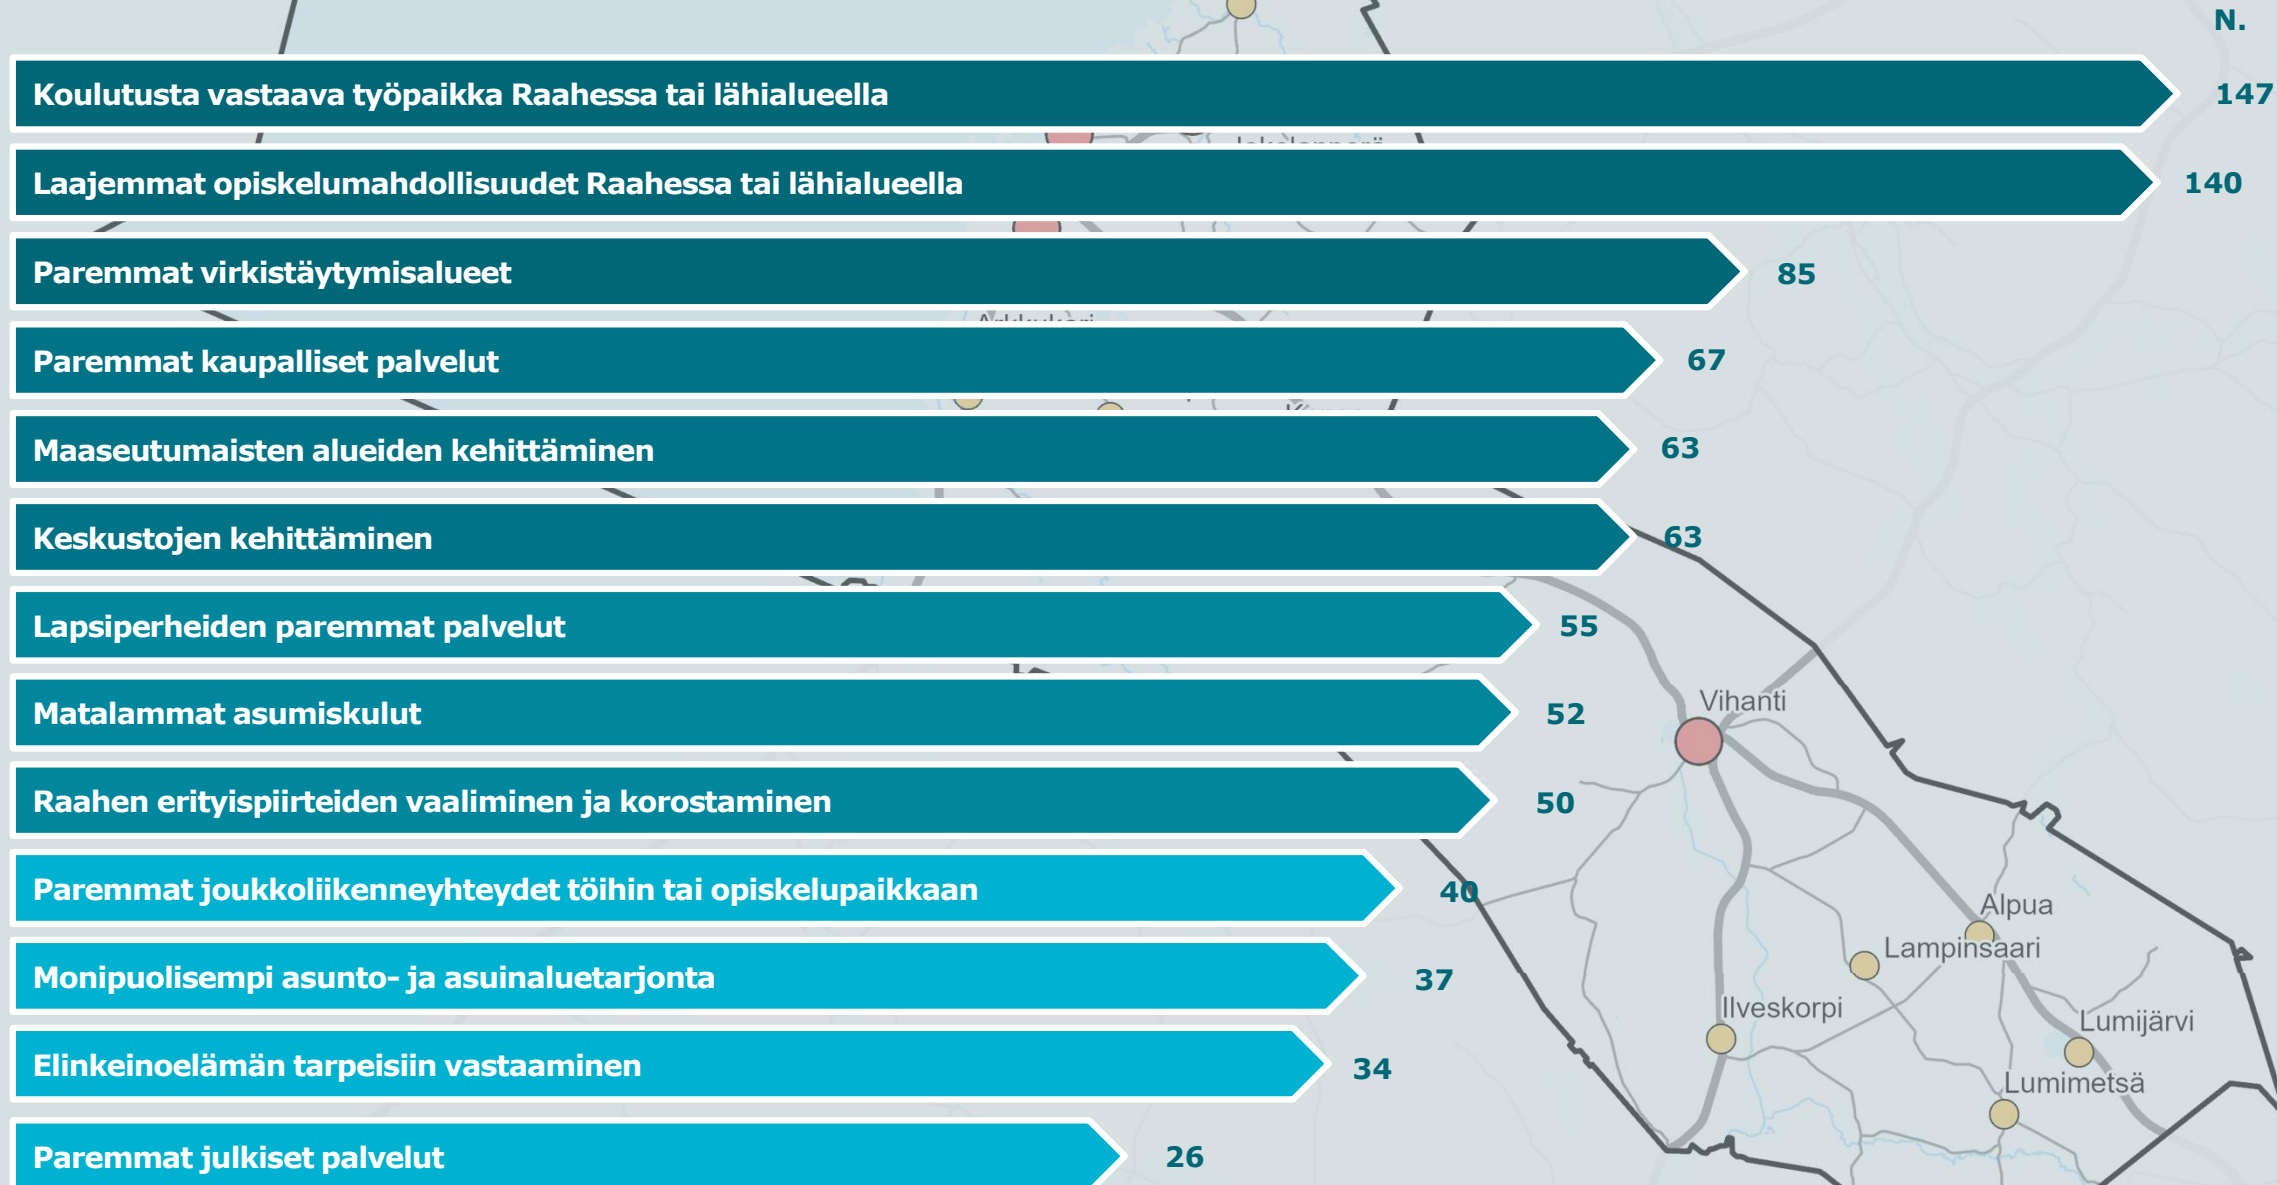 N.
Koulutusta vastaava työpaikka Raahessa tai lähialueella 147
Laajemmat opiskelumahdollisuudet Raahessa tai lähialueella 140
Paremmat virkistäytymisalueet 85
Paremmat kaupalliset palvelut 67
Maaseutumaisten alueiden kehittäminen 63
Keskustojen kehittäminen 63
Lapsiperheiden paremmat palvelut 55
Vihanti
Matalammat asumiskulut 52
Raahen erityispiirteiden vaaliminen ja korostaminen 50
Paremmat joukkoliikenneyhteydet töihin tai opiskelupaikkaan 40
Alpua
Lampinsaari
Monipuolisempi asunto- ja asuinaluetarjonta 37
Ilveskorpi
Lumijärvi
Elinkeinoelämän tarpeisiin vastaaminen 34
Lumimetsä
Paremmat julkiset palvelut 26